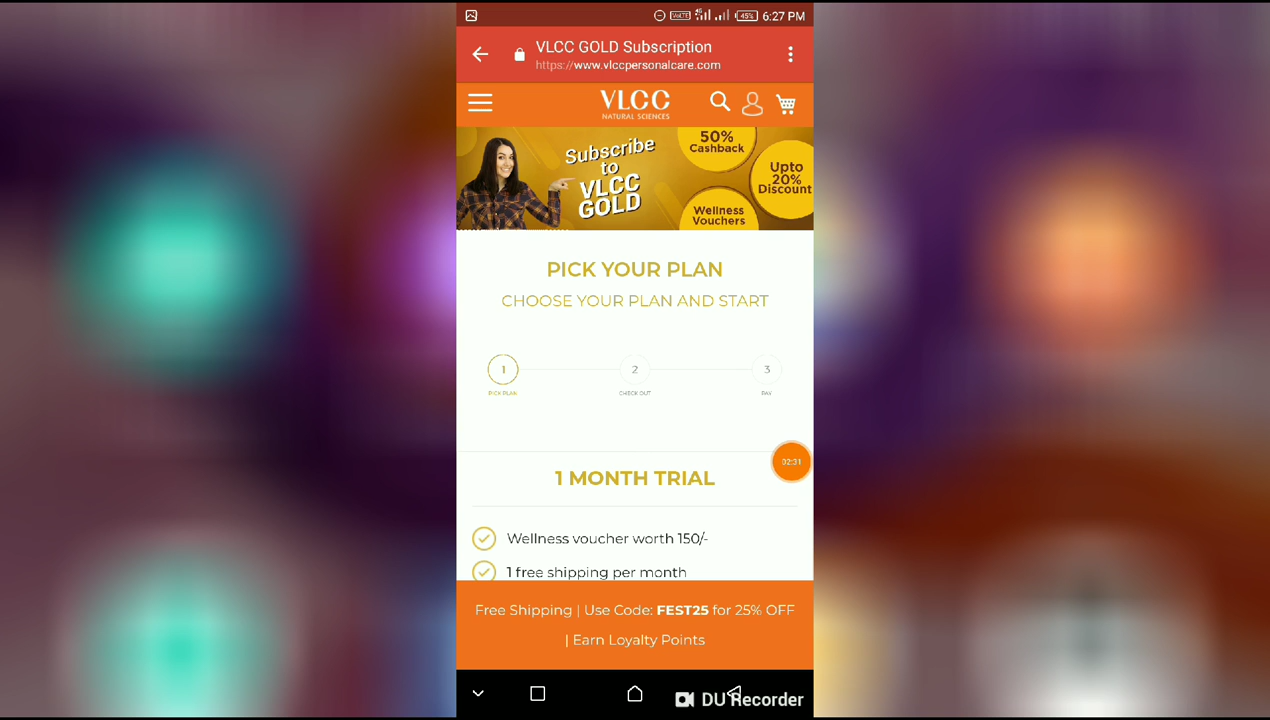 VoLTE 4G 45% 6:27 PM
VLCC GOLD Subscription
https://www.vlccpersonalcare.com
VLCC
NATURAL SCIENCES
Subscribe
to
VLCC
GOLD
50%
Cashback
Upto
20%
Discount
Wellness
Vouchers
PICK YOUR PLAN
CHOOSE YOUR PLAN AND START
1 2 3
PICK PLAN CHECK OUT PAY
02:31
1 MONTH TRIAL
Wellness voucher worth 150/-
1 free shipping per month
Free Shipping | Use Code: FEST25 for 25% OFF
| Earn Loyalty Points
DU Recorder